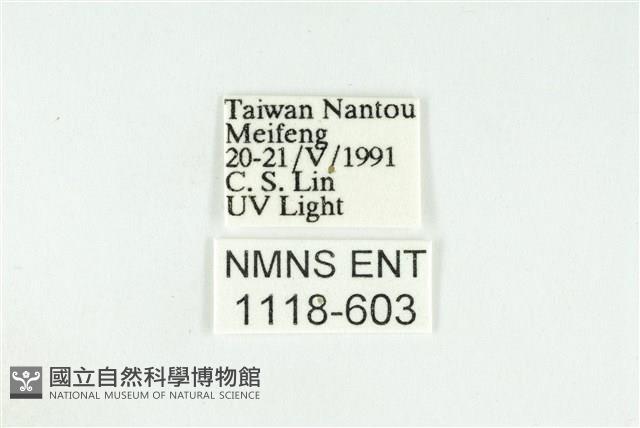 Taiwan Nantou
Meifeng
20-21/V/1991
C. S. Lin
UV Light
NMNS ENT
1118-603
國立自然科學博物館
NATIONAL MUSEUM OF NATURAL SCIENCE